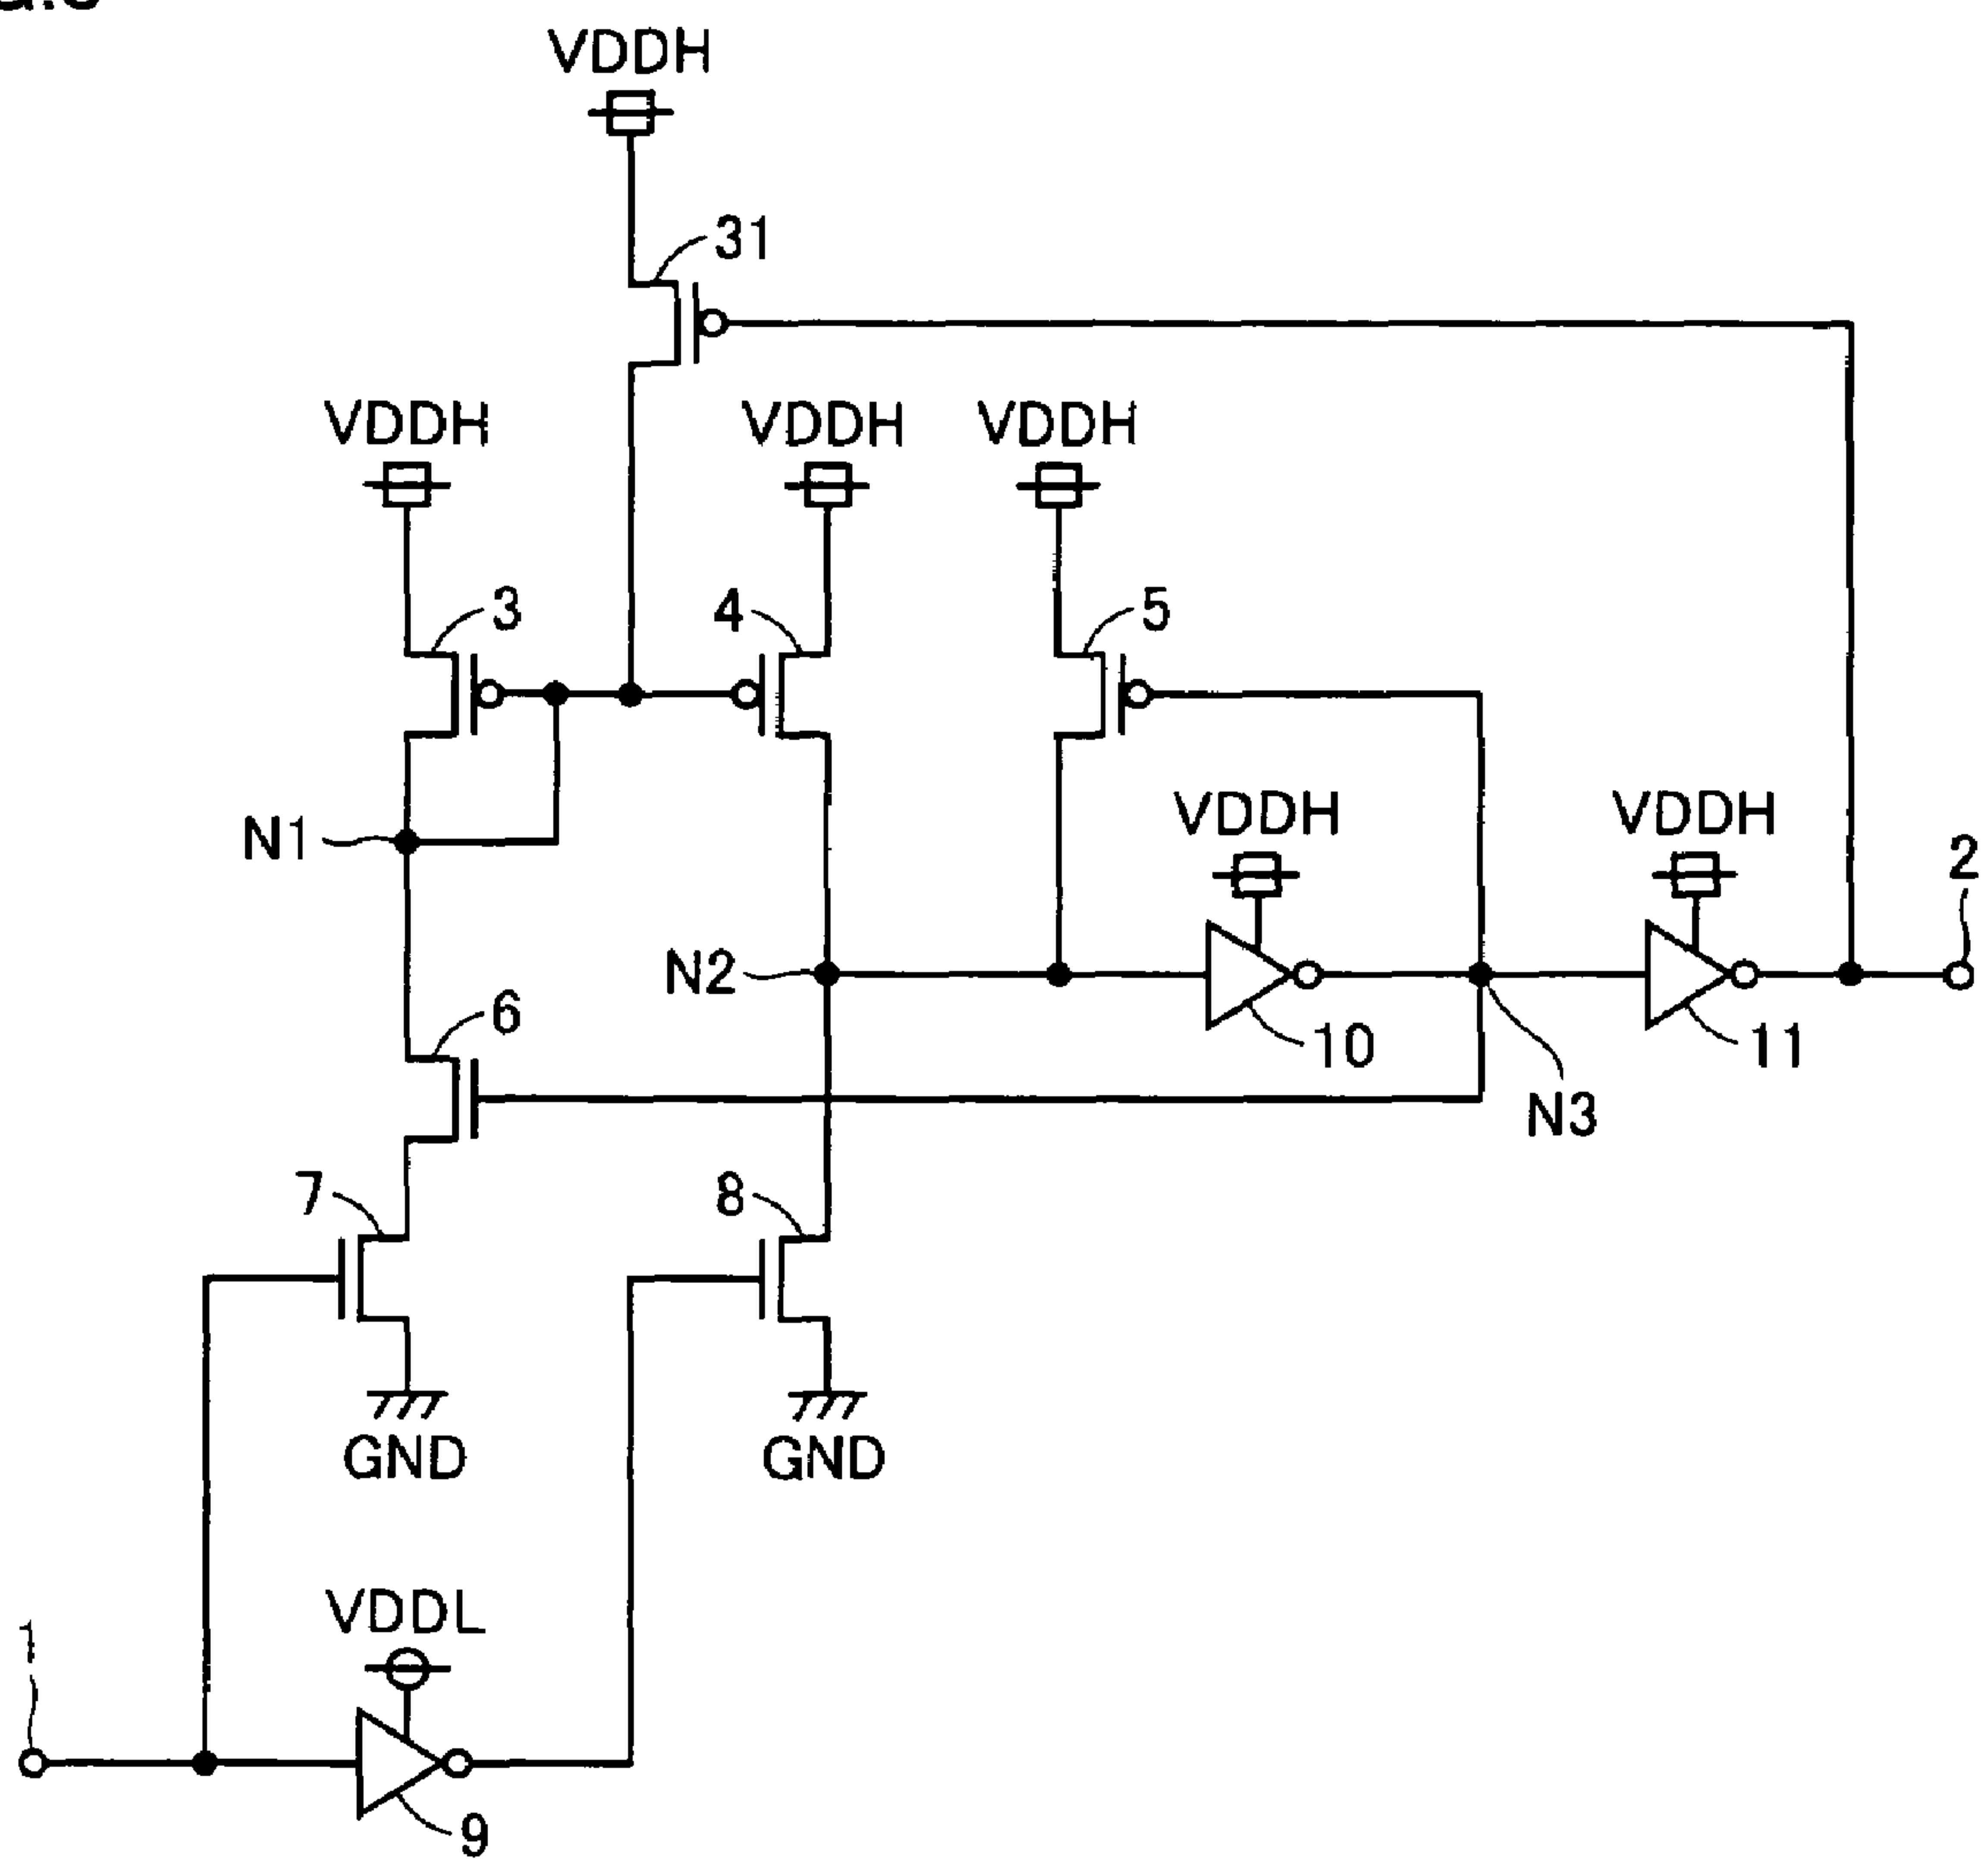 VDDH
31
VDDH VDDH VDDH
3 4 5
VDDH VDDH
N1 2
N2
6 10 11
N3
7 8
GND GND
VDDL
1
9